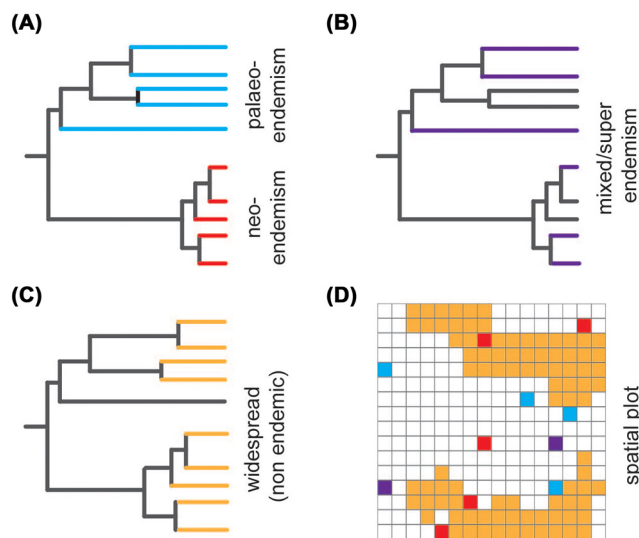 (A)
palaeo-
endemism
neo-
endemism
(B)
mixed/super
endemism
(C)
widespread
(non endemic)
(D)
spatial plot